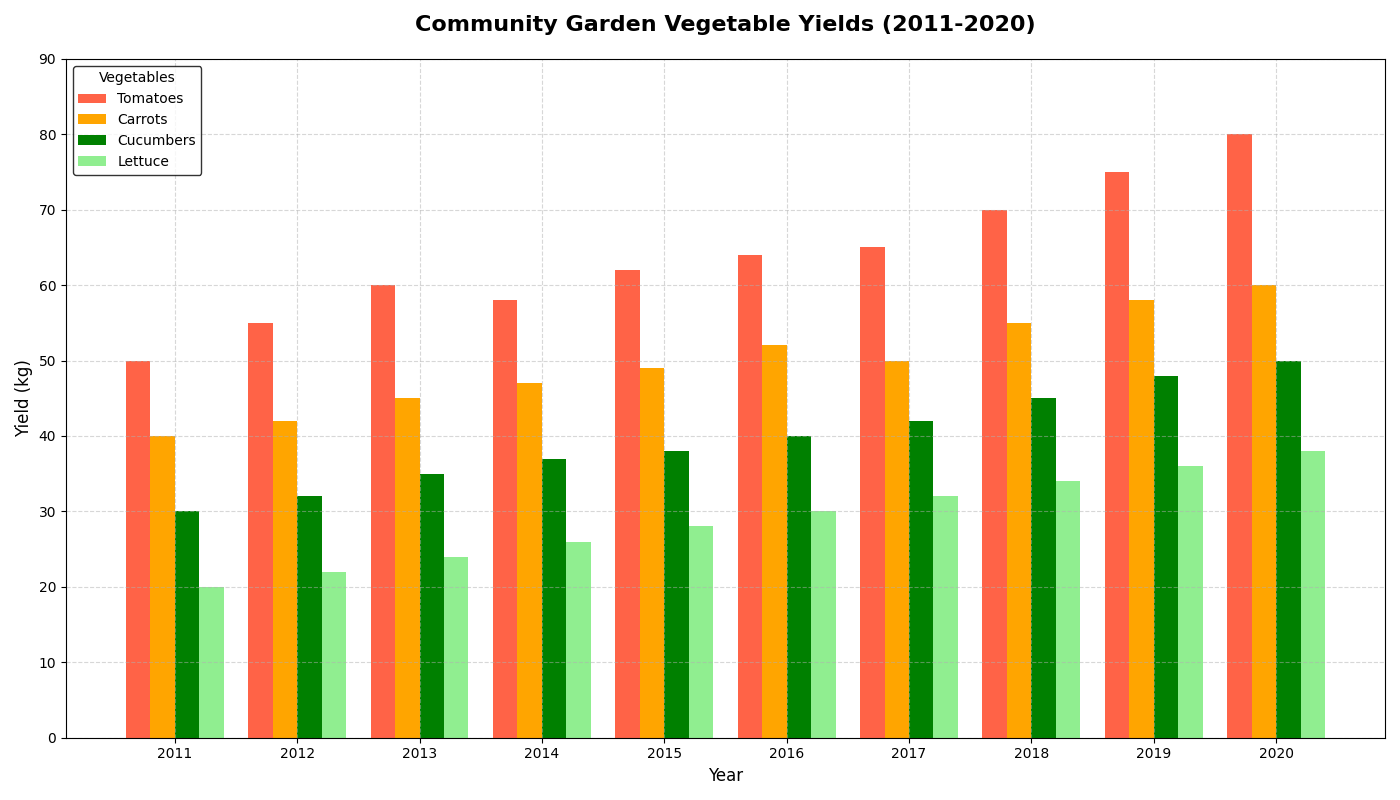 Community Garden Vegetable Yields (2011-2020)
Yield (kg)
90
80
70
60
50
40
30
20
10
0
Vegetables
Tomatoes
Carrots
Cucumbers
Lettuce
2011 2012 2013 2014 2015 2016 2017 2018 2019 2020
Year